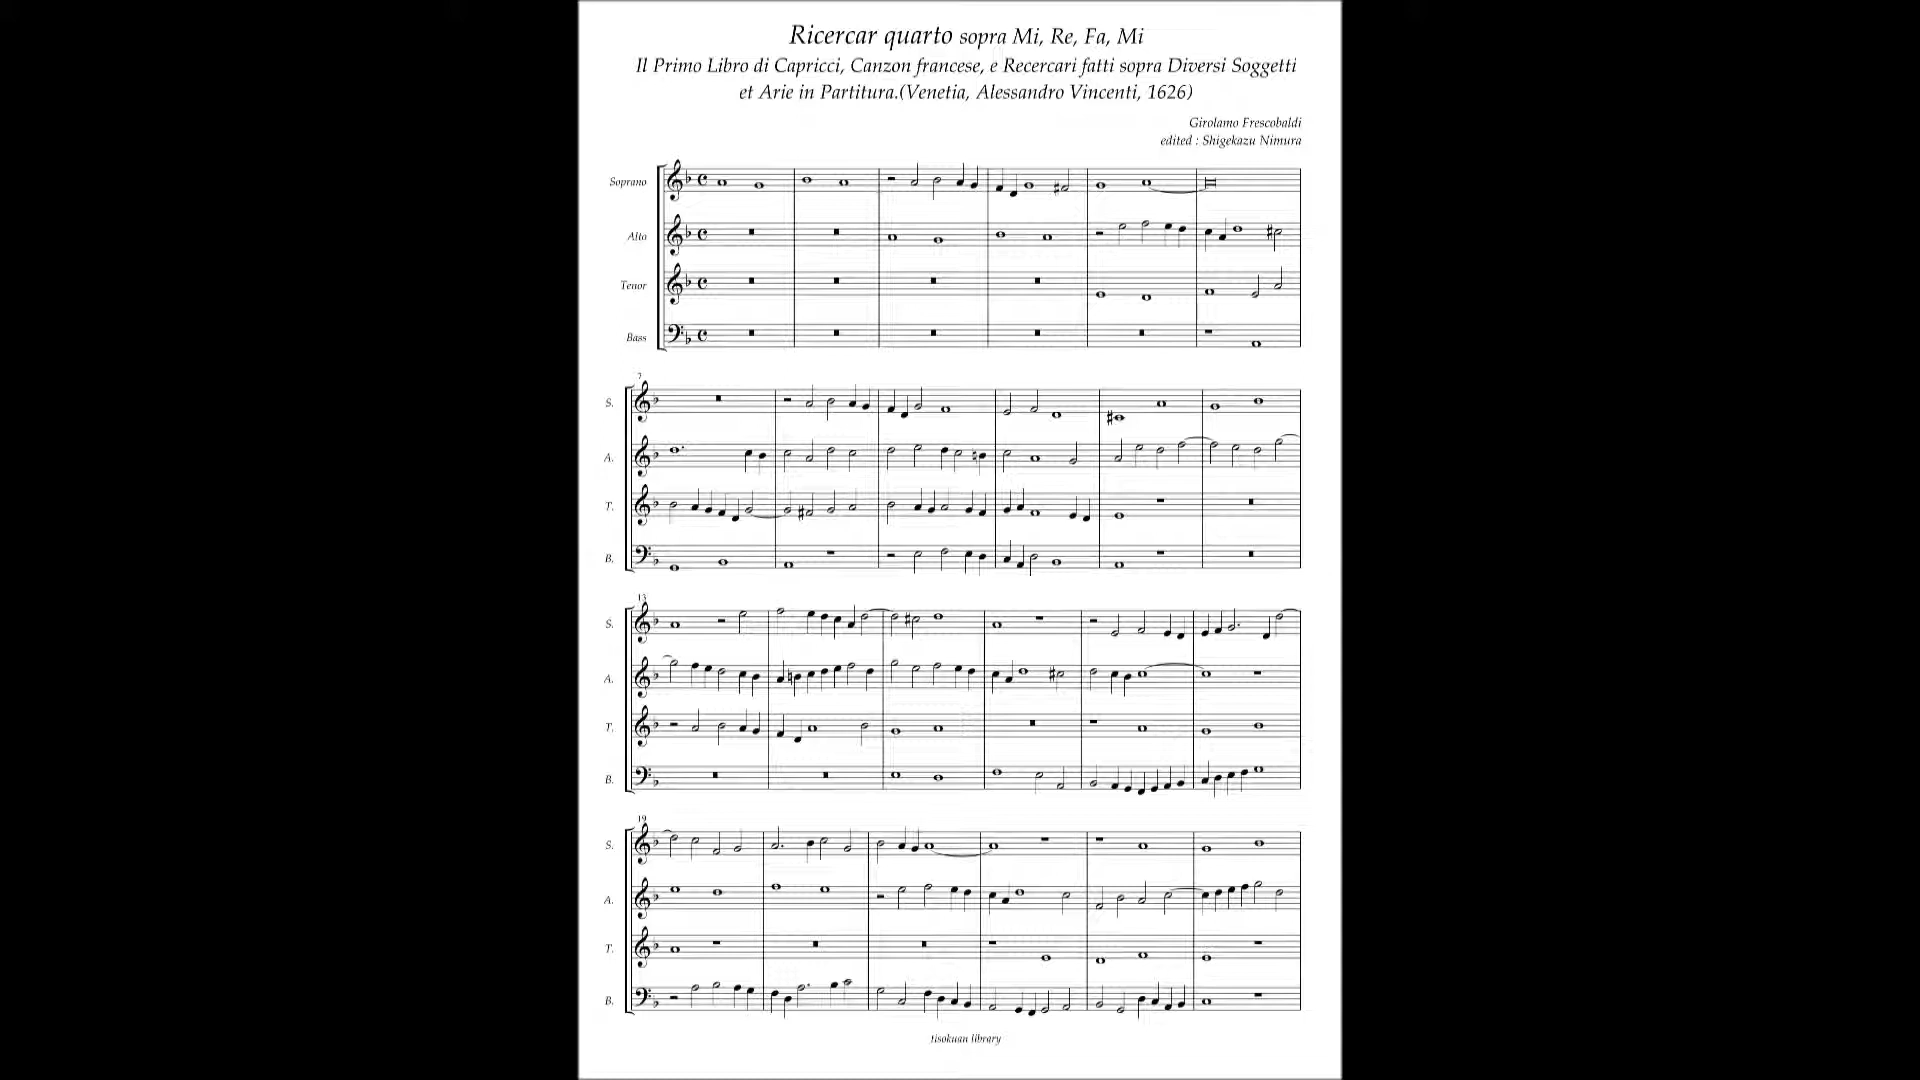 Ricercar quarto sopra Mi, Re, Fa, Mi
Il Primo Libro di Capricci, Canzon francese, e Recercari fatti sopra Diversi Soggetti
et Arie in Partitura.(Venetia, Alessandro Vincenti, 1626)
Girolamo Frescobaldi
edited : Shigekazu Nimura
Soprano
Alto
Tenor
Bass
7
S.
A.
T.
B.
13
S.
A.
T.
B.
19
S.
A.
T.
B.
tisokuan library